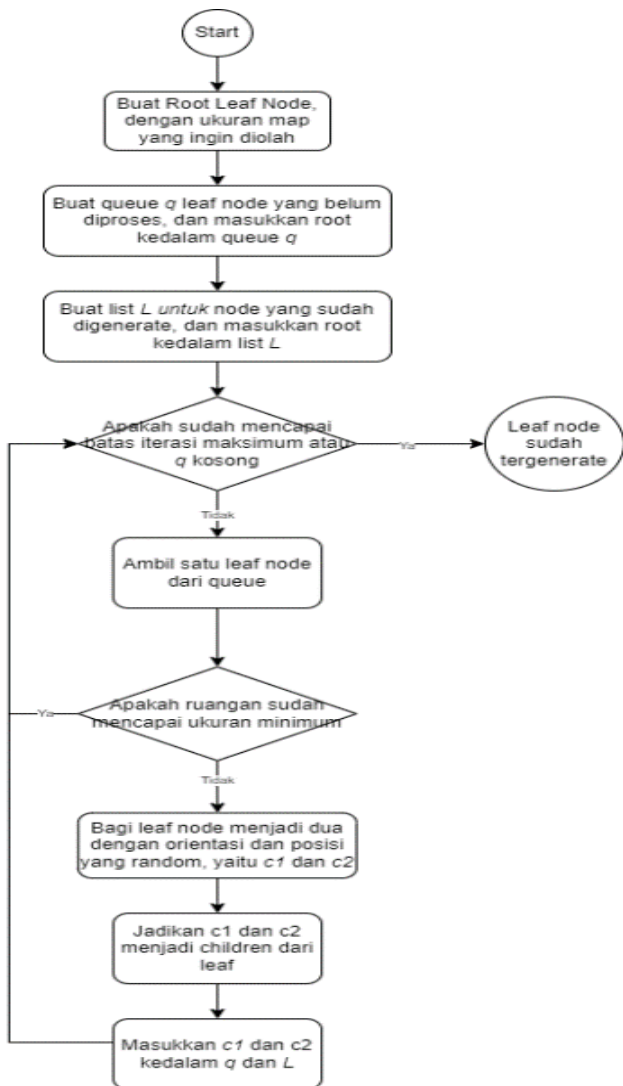 Start
Buat Root Leaf Node,
dengan ukuran map
yang ingin diolah
Buat queue q leaf node yang belum
diproses, dan masukkan root
kedalam queue q
Buat list L untuk node yang sudah
digenerate, dan masukkan root
kedalam list L
Apakah sudah mencapai
batas iterasi maksimum atau
q kosong
Ya
Leaf node
sudah
tergenerate
Tidak
Ambil satu leaf node
dari queue
Apakah ruangan sudah
mencapai ukuran minimum
Ya
Tidak
Bagi leaf node menjadi dua
dengan orientasi dan posisi
yang random, yaitu c1 dan c2
Jadikan c1 dan c2
menjadi children dari
leaf
Masukkan c1 dan c2
kedalam q dan L